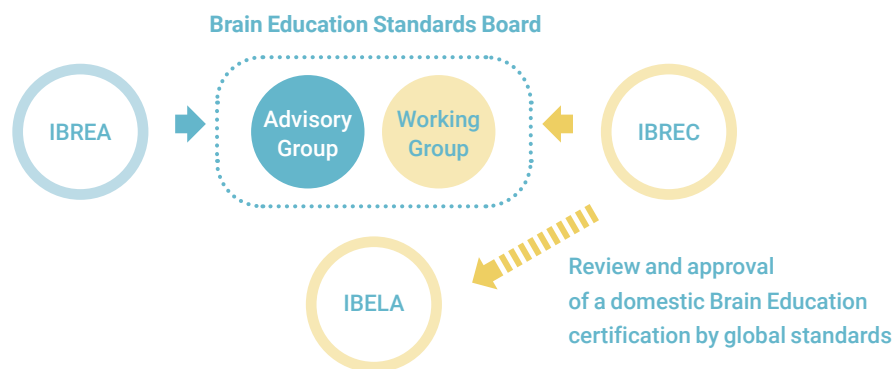 Brain Education Standards Board
IBREA
Advisory
Group
Working
Group
IBREC
IBELA
Review and approval
of a domestic Brain Education
certification by global standards